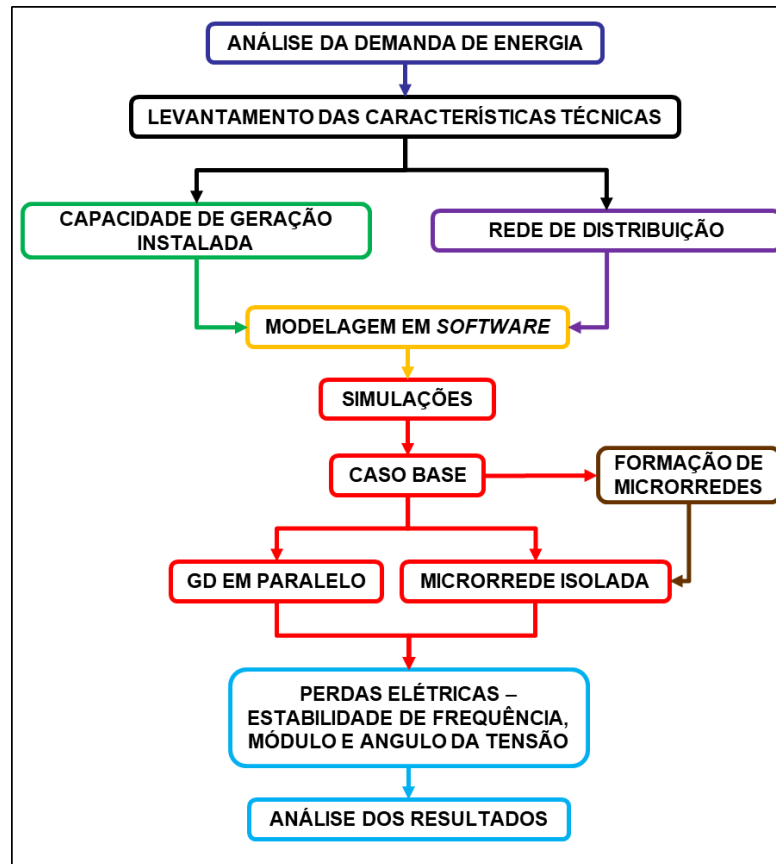 ANÁLISE DA DEMANDA DE ENERGIA
LEVANTAMENTO DAS CARACTERÍSTICAS TÉCNICAS
CAPACIDADE DE GERAÇÃO
INSTALADA
REDE DE DISTRIBUIÇÃO
MODELAGEM EM SOFTWARE
SIMULAÇÕES
CASO BASE
FORMAÇÃO DE
MICRORREDES
GD EM PARALELO
MICRORREDE ISOLADA
PERDAS ELÉTRICAS –
ESTABILIDADE DE FREQUÊNCIA,
MÓDULO E ANGULO DA TENSÃO
ANÁLISE DOS RESULTADOS